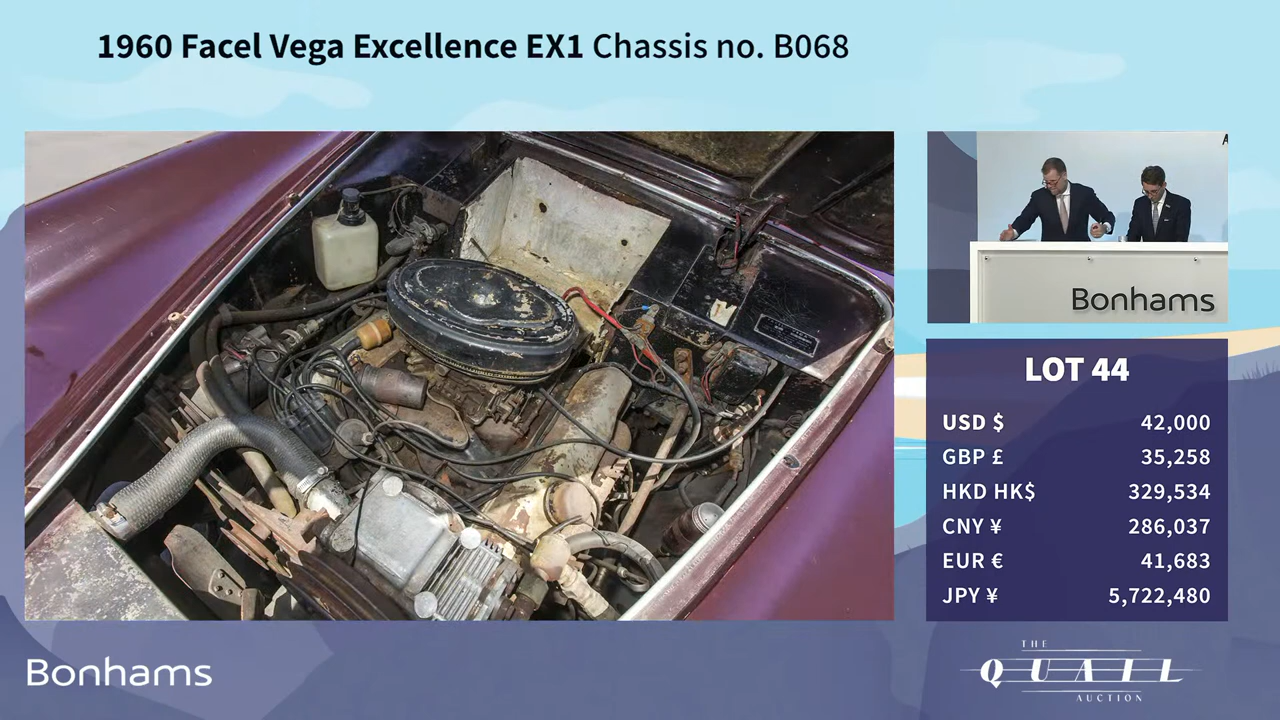 1960 Facel Vega Excellence EX1 Chassis no. B068
A
Bonhams
LOT 44
USD $ 42,000
GBP £ 35,258
HKD HK$ 329,534
CNY ¥ 286,037
EUR € 41,683
JPY ¥ 5,722,480
Bonhams
THE
QUAIL
AUCTION